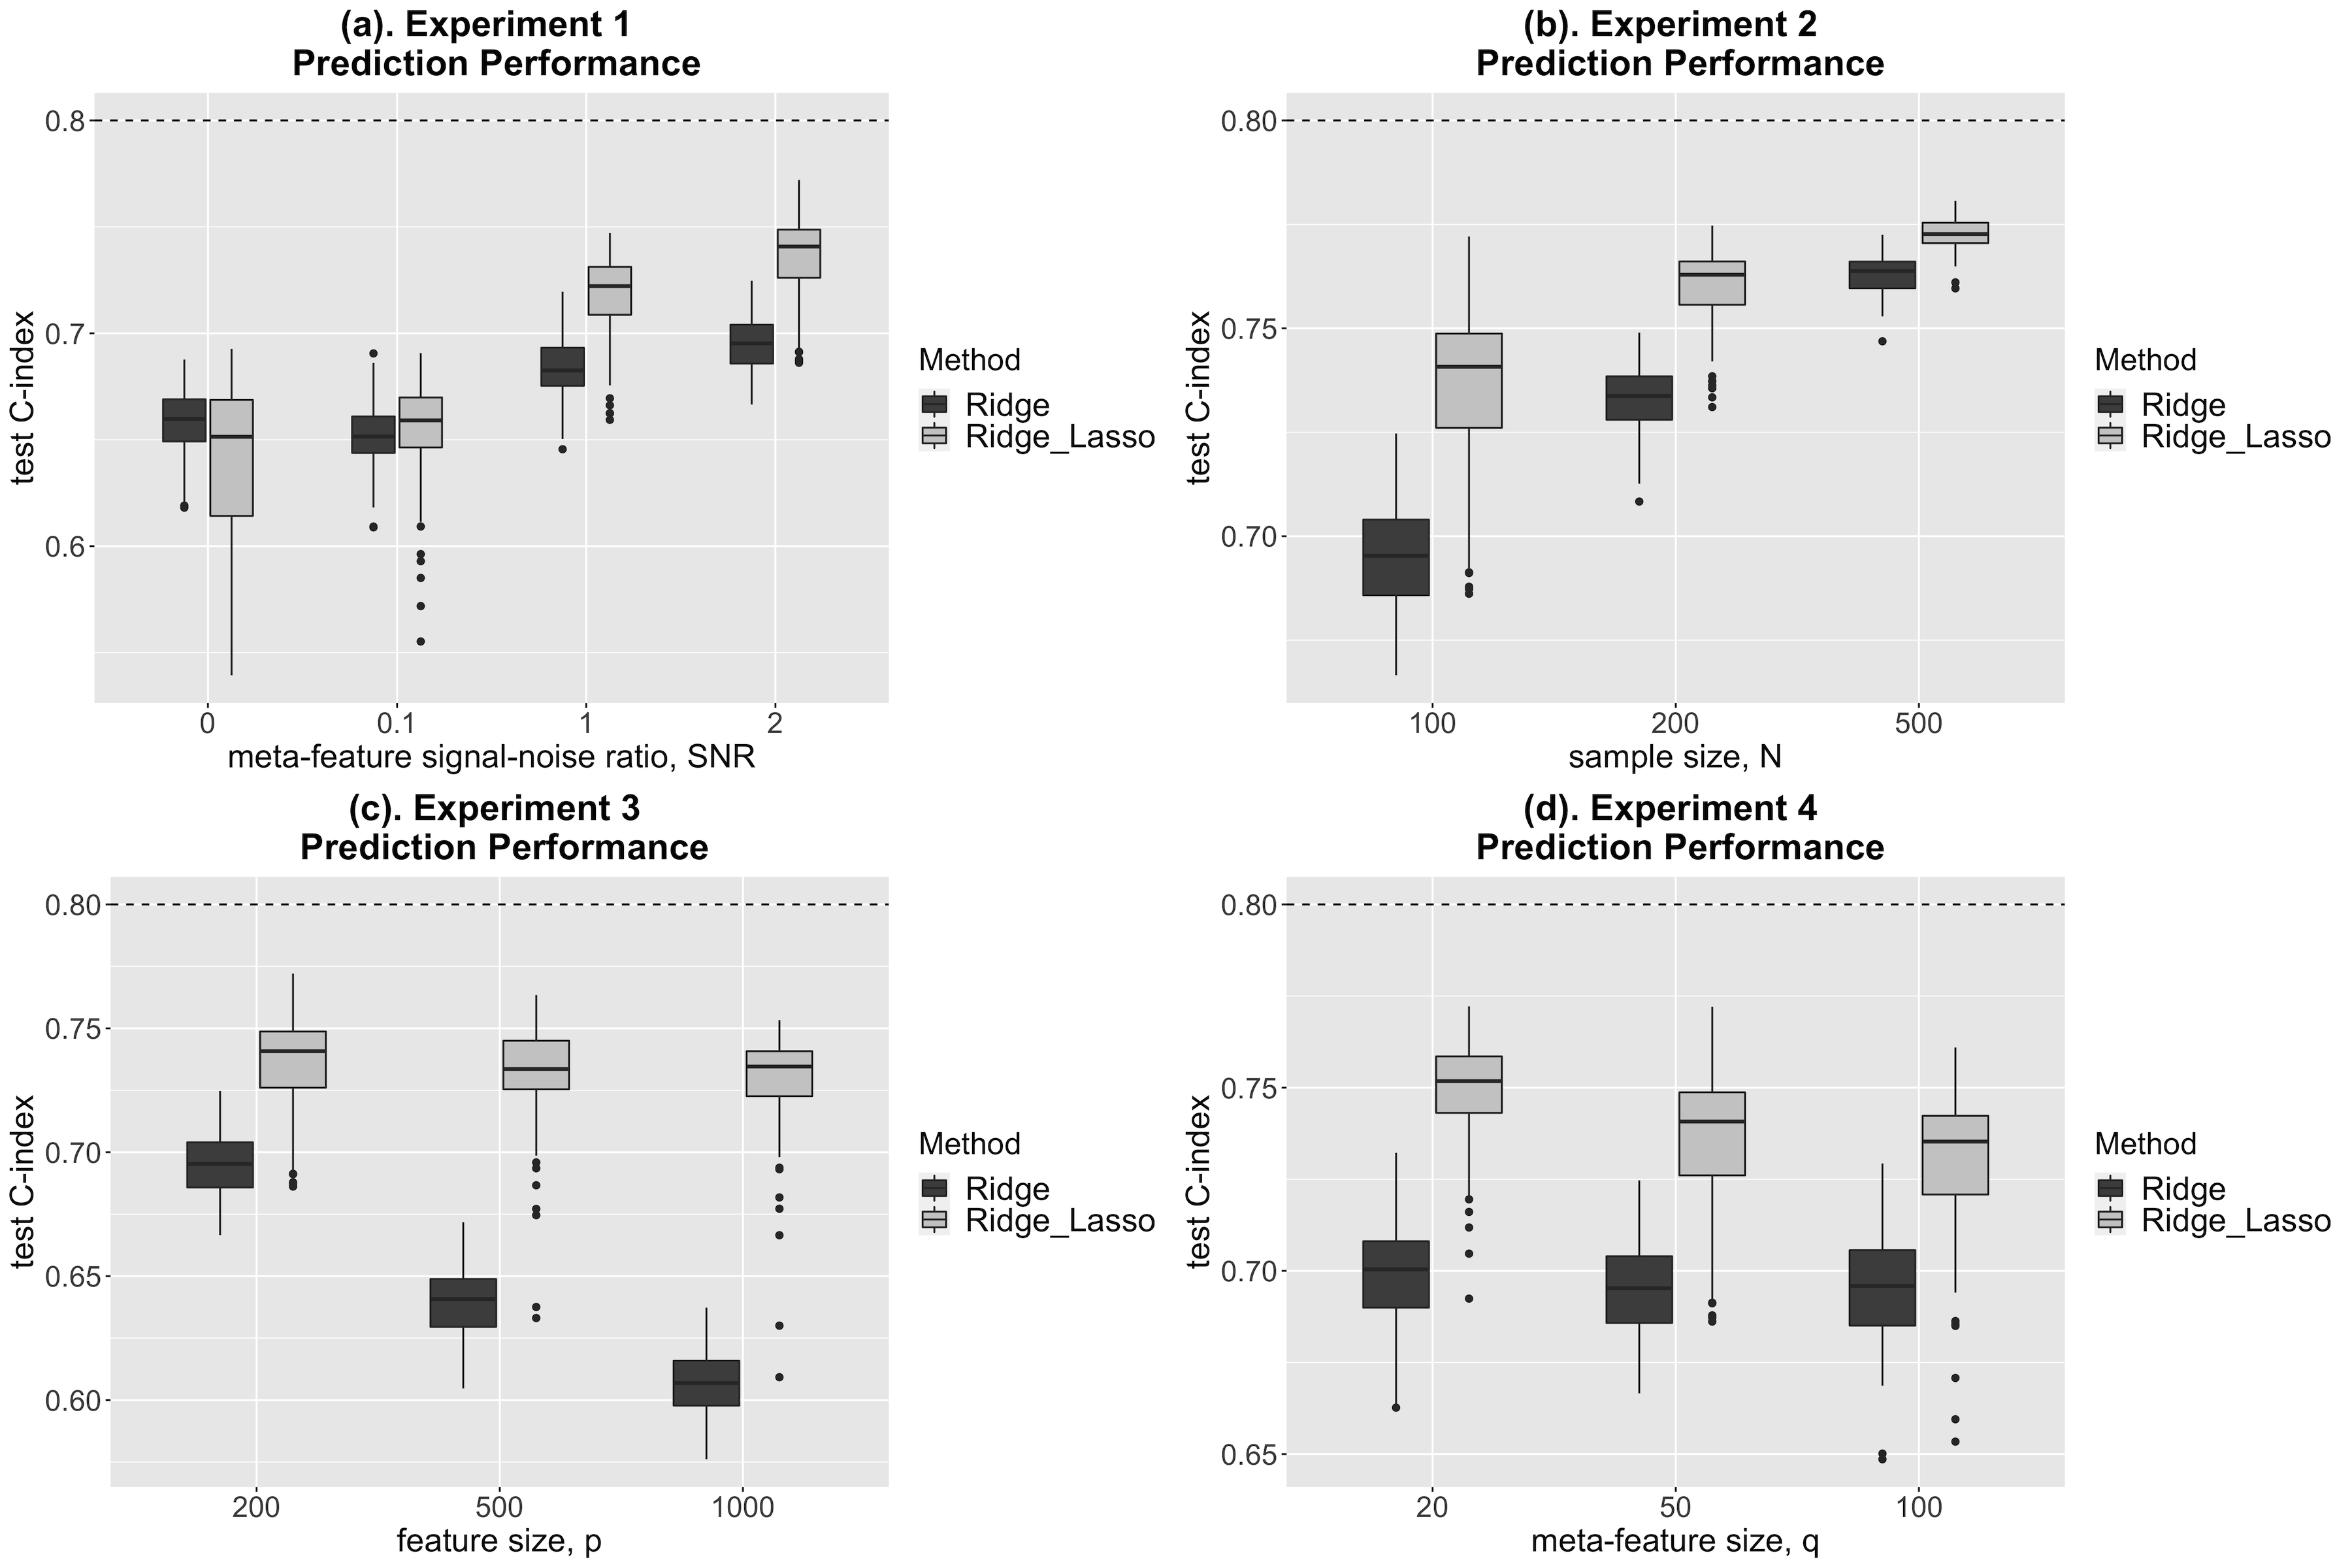 (a). Experiment 1
Prediction Performance
0.8
0.7
0.6
test C-index
0
0.1
1
2
meta-feature signal-noise ratio, SNR
Method
Ridge
Ridge_Lasso
(b). Experiment 2
Prediction Performance
0.80
0.75
0.70
test C-index
100
200
500
sample size, N
Method
Ridge
Ridge_Lasso
(c). Experiment 3
Prediction Performance
0.80
0.75
0.70
0.65
0.60
test C-index
200
500
1000
feature size, p
Method
Ridge
Ridge_Lasso
(d). Experiment 4
Prediction Performance
0.80
0.75
0.70
0.65
test C-index
20
50
100
meta-feature size, q
Method
Ridge
Ridge_Lasso